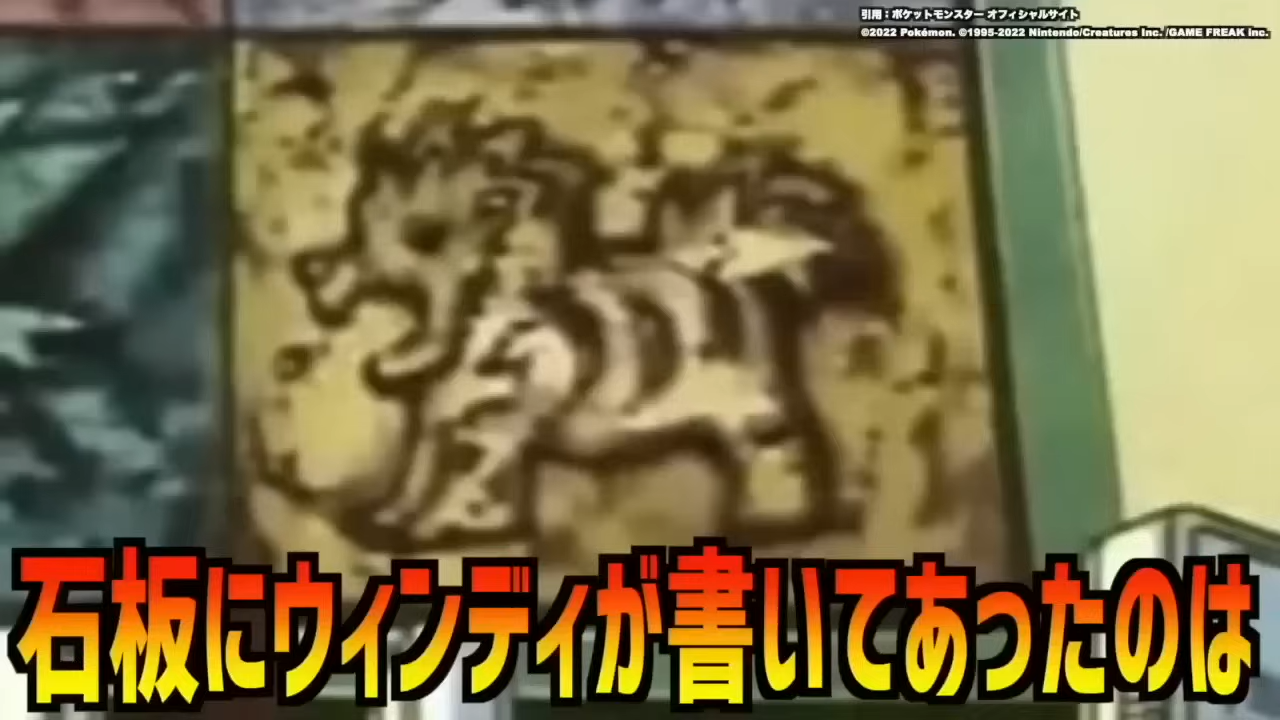 引用：ポケットモンスター オフィシャルサイト
©2022 Pokémon. ©1995-2022 Nintendo/Creatures Inc. /GAME FREAK inc.
石板にウィンディが書いてあったのは